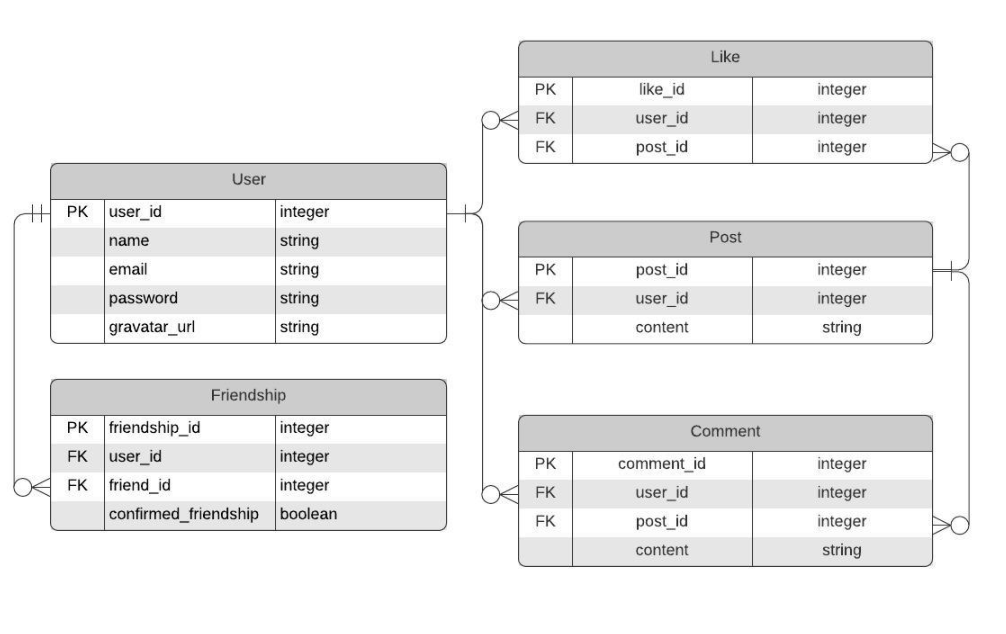 User
PK user_id integer
name string
email string
password string
gravatar_url string
Friendship
PK friendship_id integer
FK user_id integer
FK friend_id integer
confirmed_friendship boolean
Like
PK like_id integer
FK user_id integer
FK post_id integer
Post
PK post_id integer
FK user_id integer
content string
Comment
PK comment_id integer
FK user_id integer
FK post_id integer
content string